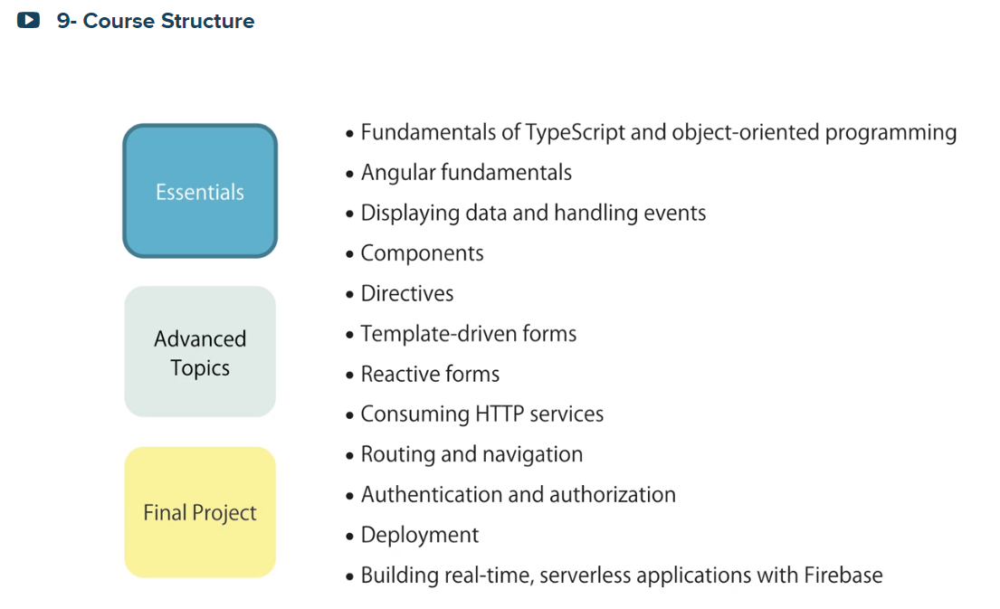 9- Course Structure
Essentials
Advanced
Topics
Final Project
• Fundamentals of TypeScript and object-oriented programming
• Angular fundamentals
• Displaying data and handling events
• Components
• Directives
• Template-driven forms
• Reactive forms
• Consuming HTTP services
• Routing and navigation
• Authentication and authorization
• Deployment
• Building real-time, serverless applications with Firebase